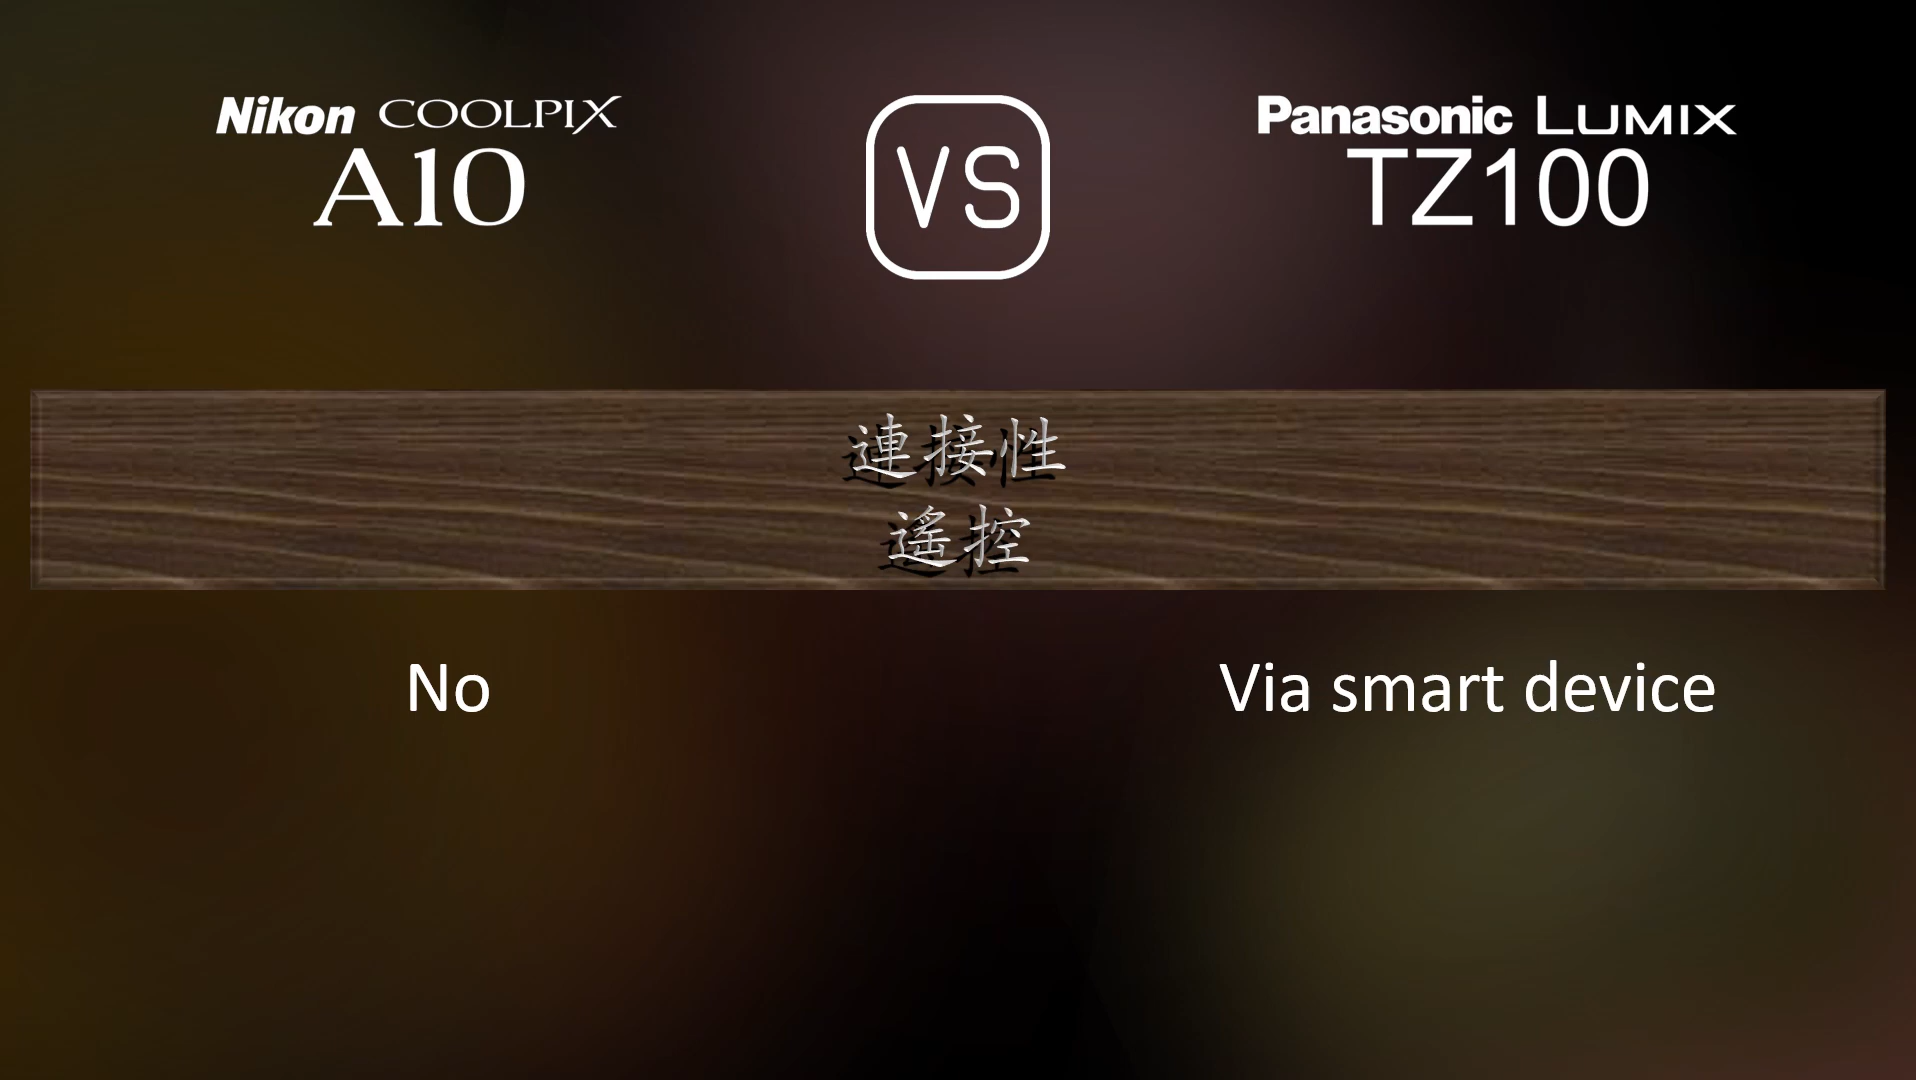 Nikon COOLPIX
A10
VS
Panasonic LUMIX
TZ100
連接性
遙控
No
Via smart device